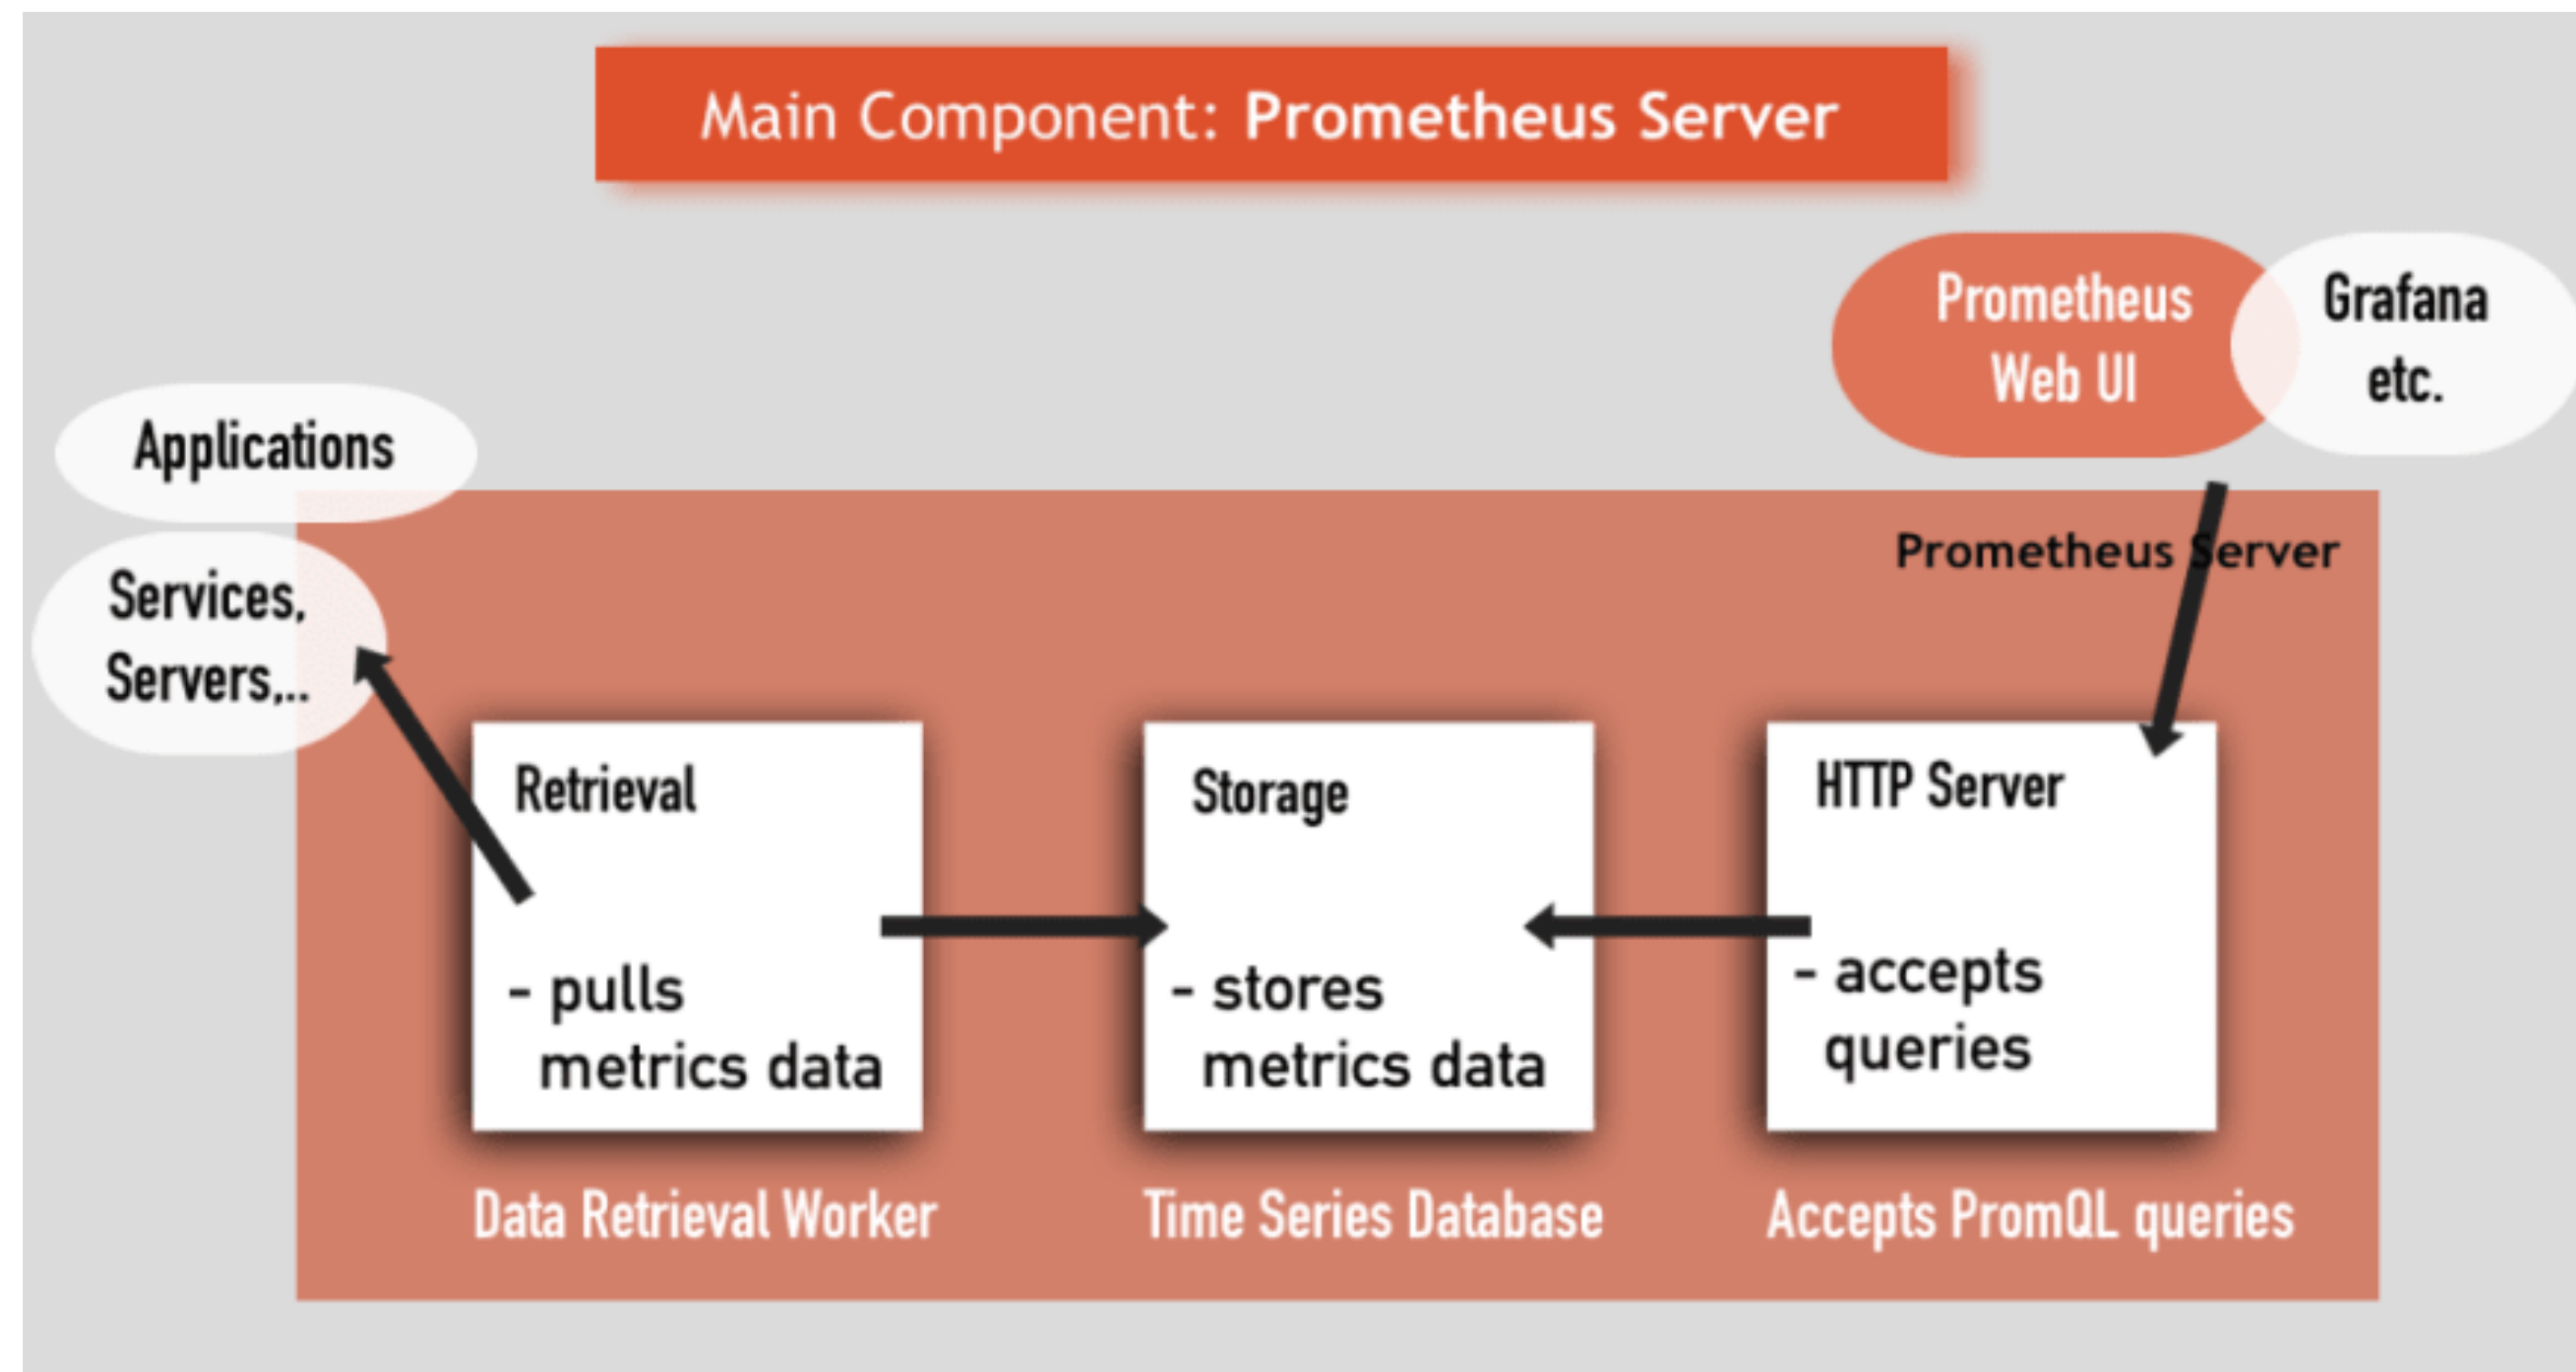 Main Component: Prometheus Server
Prometheus
Web UI
Grafana
etc.
Applications
Services,
Servers,..
Prometheus Server
Retrieval
- pulls
metrics data
Storage
- stores
metrics data
HTTP Server
- accepts
queries
Data Retrieval Worker
Time Series Database
Accepts PromQL queries